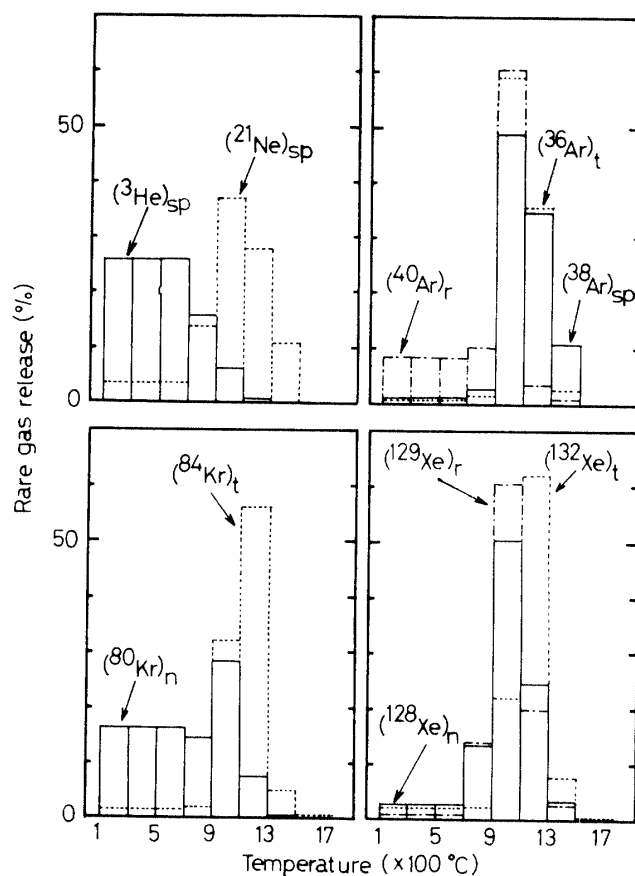 50
0
(³He)sp
(²¹Ne)sp
(⁴⁰Ar)r
(³⁶Ar)t
(³⁸Ar)sp
Rare gas release (%)
50
0
(⁸⁴Kr)t
(⁸⁰Kr)n
(¹²⁹Xe)r
(¹³²Xe)t
(¹²⁸Xe)n
1 5 9 13 17 1 5 9 13 17
Temperature (×100 °C)